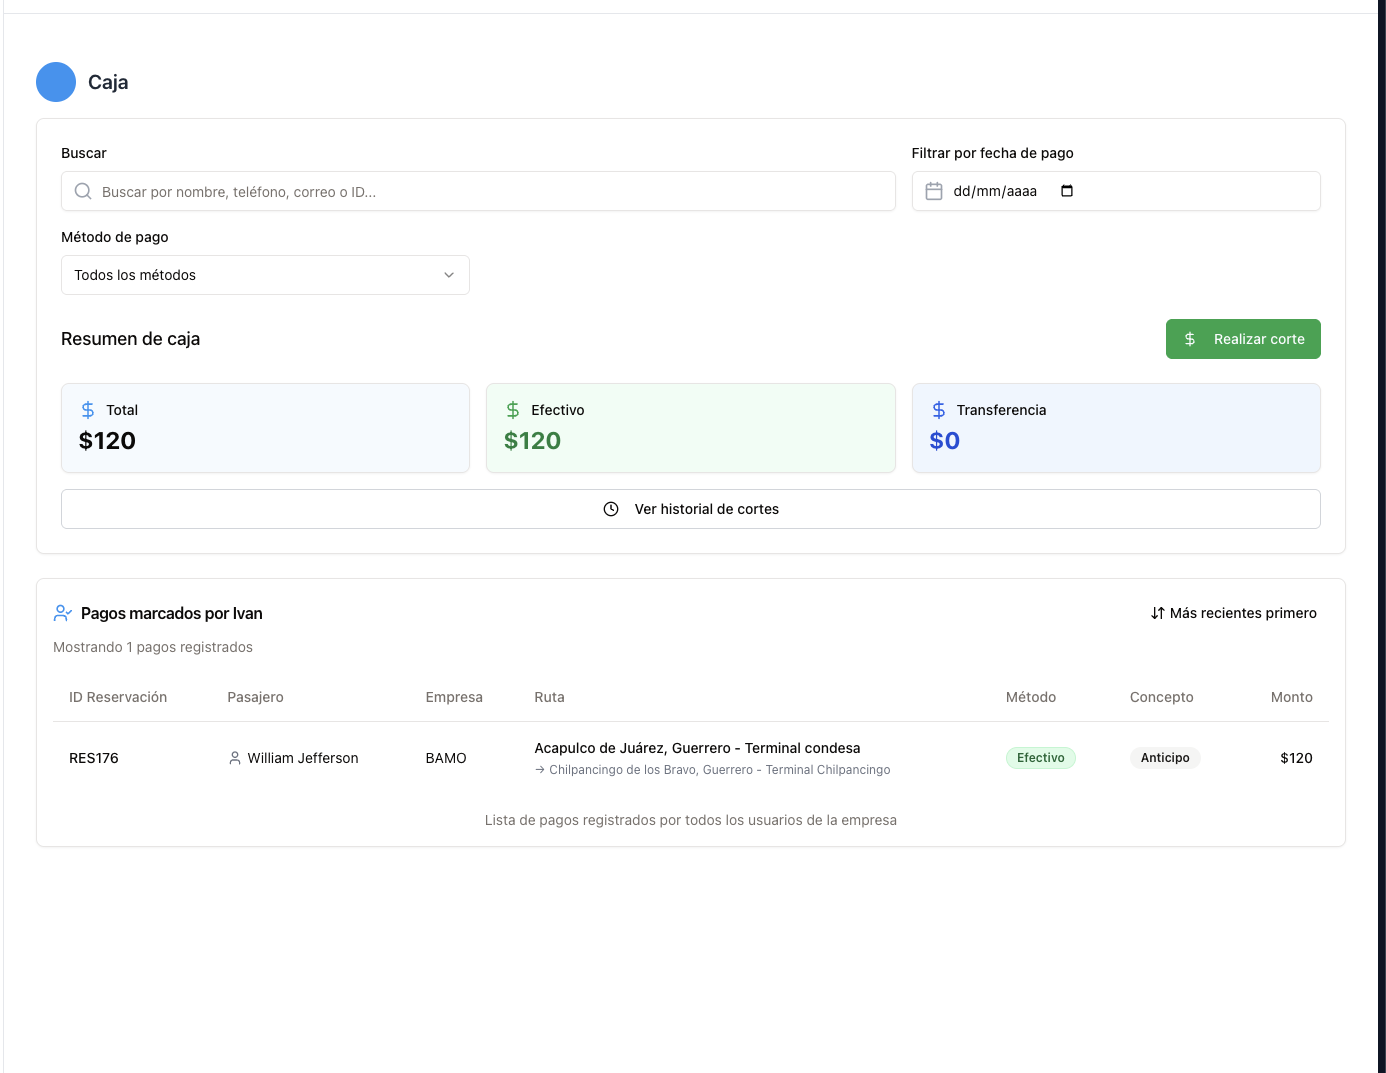 Caja
Buscar
Filtrar por fecha de pago
Buscar por nombre, teléfono, correo o ID...
dd/mm/aaaa
Método de pago
Todos los métodos
Resumen de caja
Realizar corte
Total
$120
Efectivo
$120
Transferencia
$0
Ver historial de cortes
Pagos marcados por Ivan
Más recientes primero
Mostrando 1 pagos registrados
ID Reservación Pasajero Empresa Ruta Método Concepto Monto
RES176 William Jefferson BAMO Acapulco de Juárez, Guerrero - Terminal condesa
→ Chilpancingo de los Bravo, Guerrero - Terminal Chilpancingo
Efectivo Anticipo $120
Lista de pagos registrados por todos los usuarios de la empresa